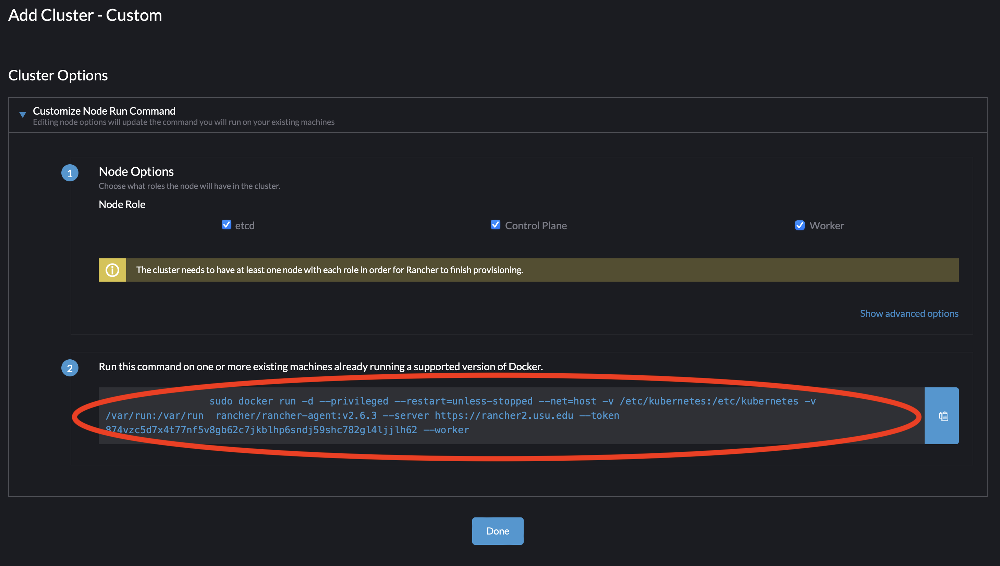 Add Cluster - Custom
Cluster Options
Customize Node Run Command
Editing node options will update the command you will run on your existing machines
1
Node Options
Choose what roles the node will have in the cluster.
Node Role
etcd Control Plane Worker
The cluster needs to have at least one node with each role in order for Rancher to finish provisioning.
Show advanced options
2
Run this command on one or more existing machines already running a supported version of Docker.
sudo docker run -d --privileged --restart=unless-stopped --net=host -v /etc/kubernetes:/etc/kubernetes -v
/var/run:/var/run  rancher/rancher-agent:v2.6.3 --server https://rancher2.usu.edu --token
874vzc5d7x4t77nf5v8gb62c7jkblhp6sndj59shc782gl4ljjlh62 --worker
Done